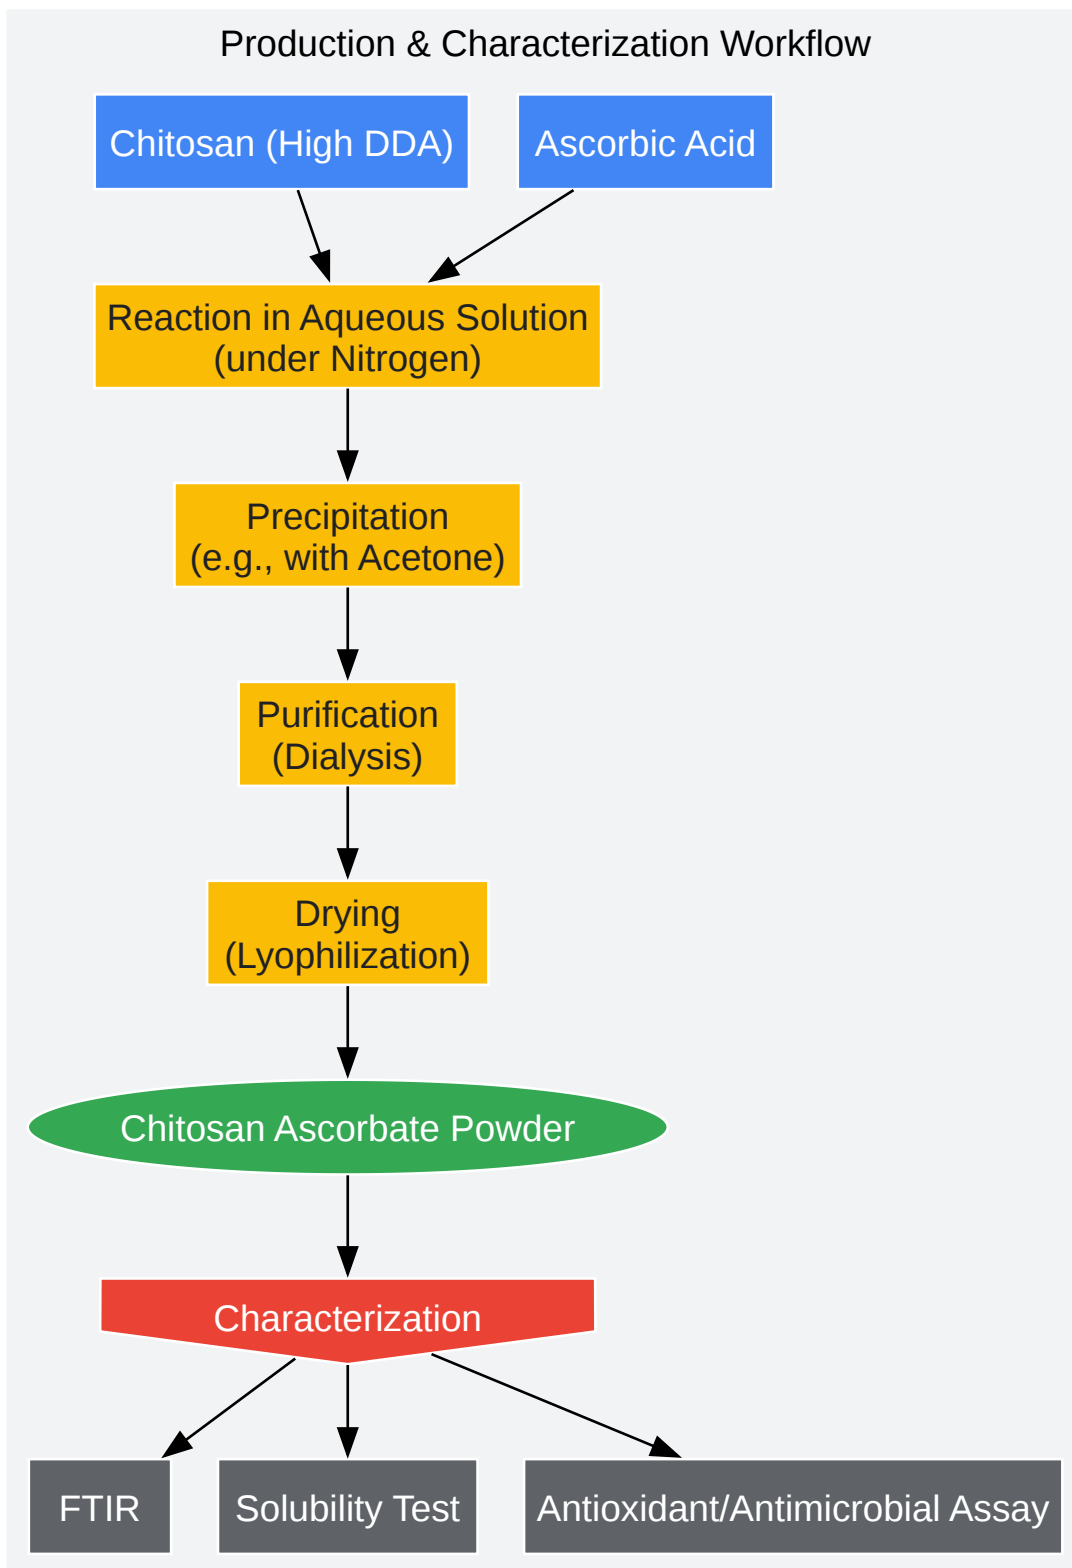 Production & Characterization Workflow
Chitosan (High DDA)
Ascorbic Acid
Reaction in Aqueous Solution
(under Nitrogen)
Precipitation
(e.g., with Acetone)
Purification
(Dialysis)
Drying
(Lyophilization)
Chitosan Ascorbate Powder
Characterization
FTIR
Solubility Test
Antioxidant/Antimicrobial Assay